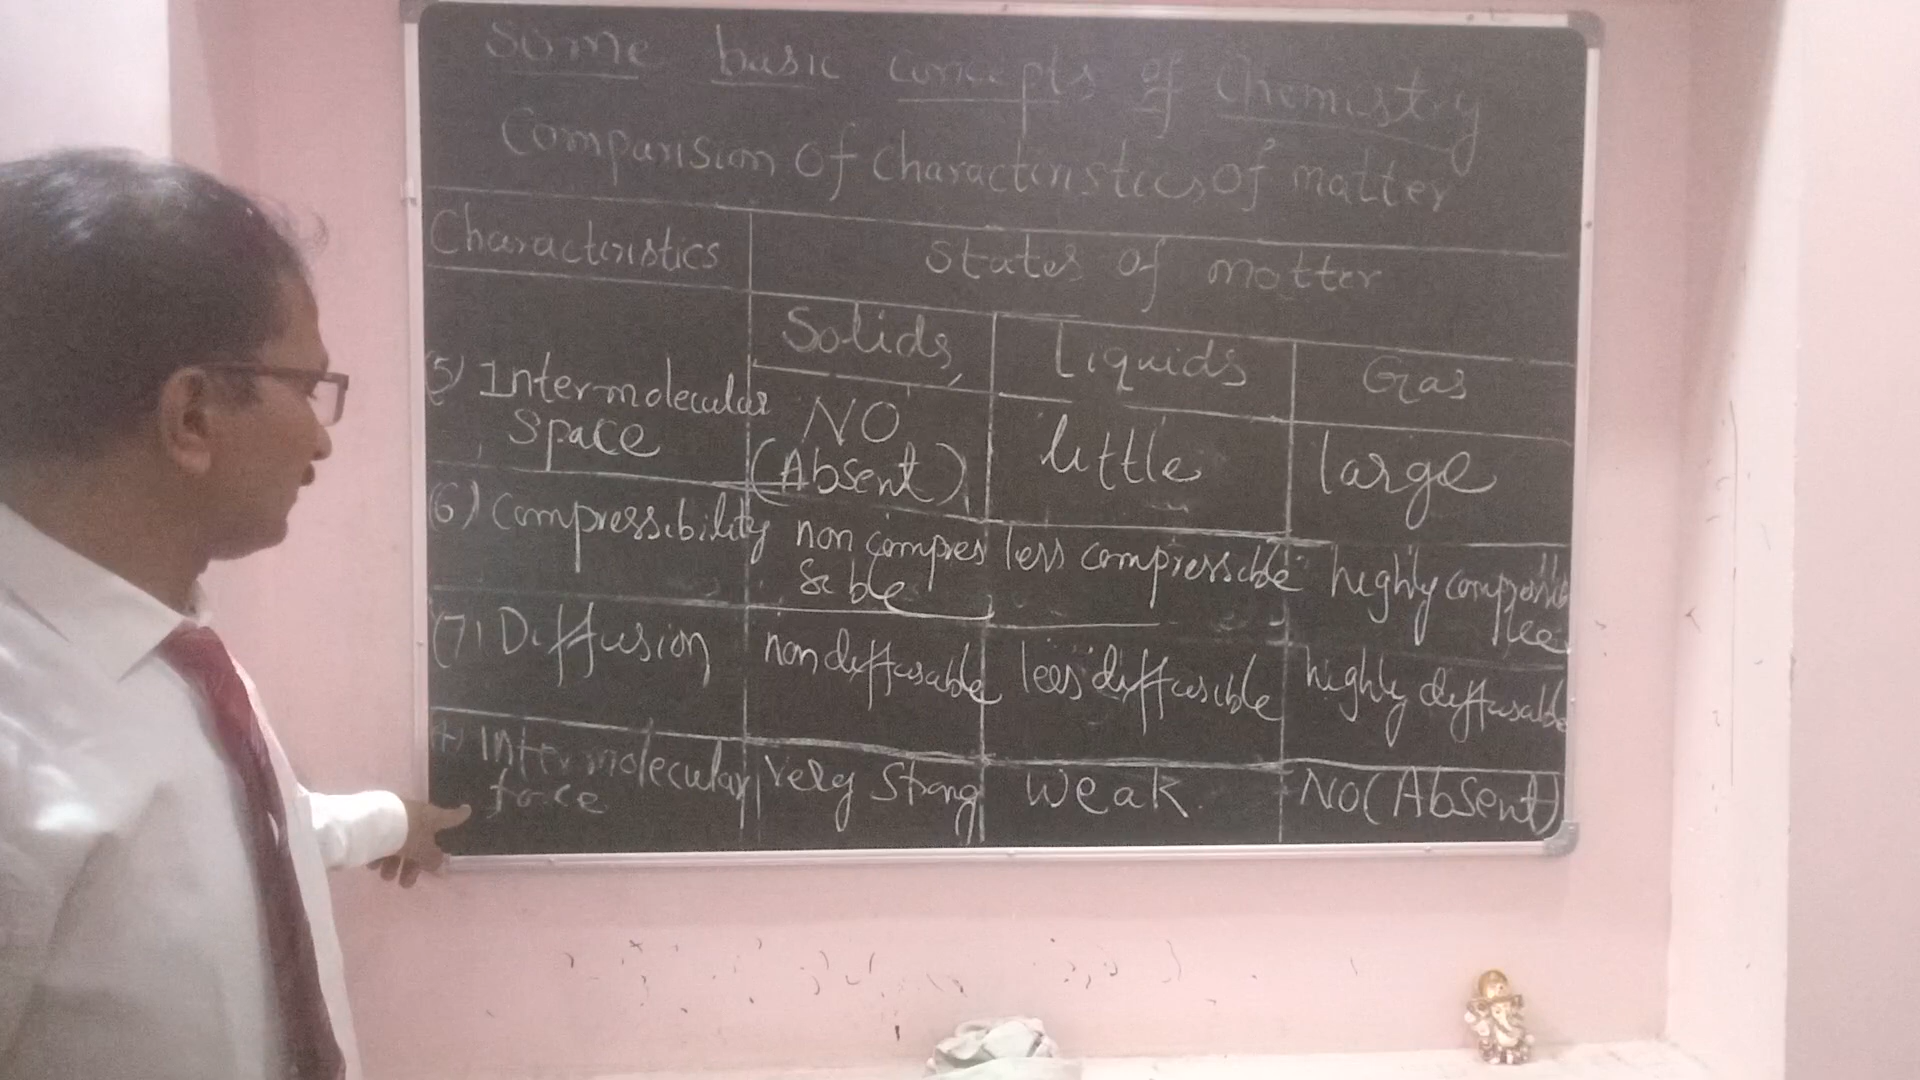 Some basic concepts of Chemistry
Comparision of characteristics of matter
Characteristics States of matter
Solids, Liquids Gas
(5) Intermolecular Space NO (Absent) little large
(6) Compressibility non compres sible less compressible highly compressible
(7) Diffusion non diffusable less diffusible highly diffusable
Intermolecular force very strong weak NO (Absent)